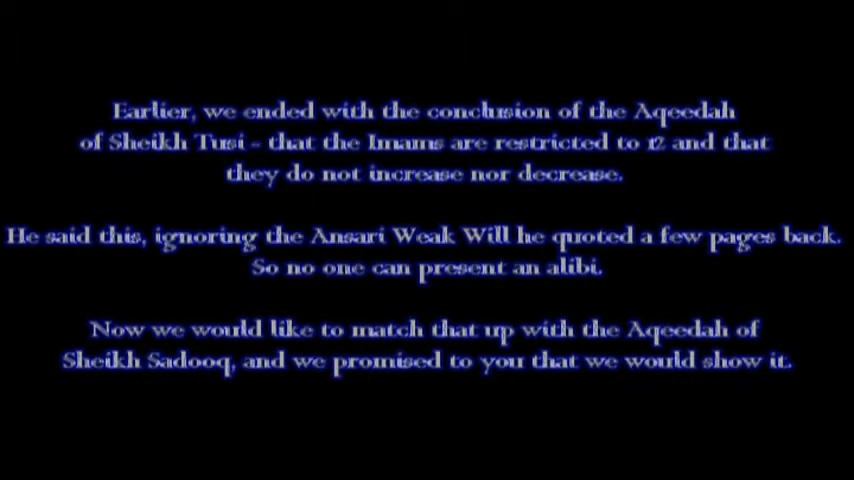 Earlier, we ended with the conclusion of the Aqeedah
of Sheikh Tusi - that the Imams are restricted to 12 and that
they do not increase nor decrease.
He said this, ignoring the Ansari Weak Will he quoted a few pages back.
So no one can present an alibi.
Now we would like to match that up with the Aqeedah of
Sheikh Sadooq, and we promised to you that we would show it.